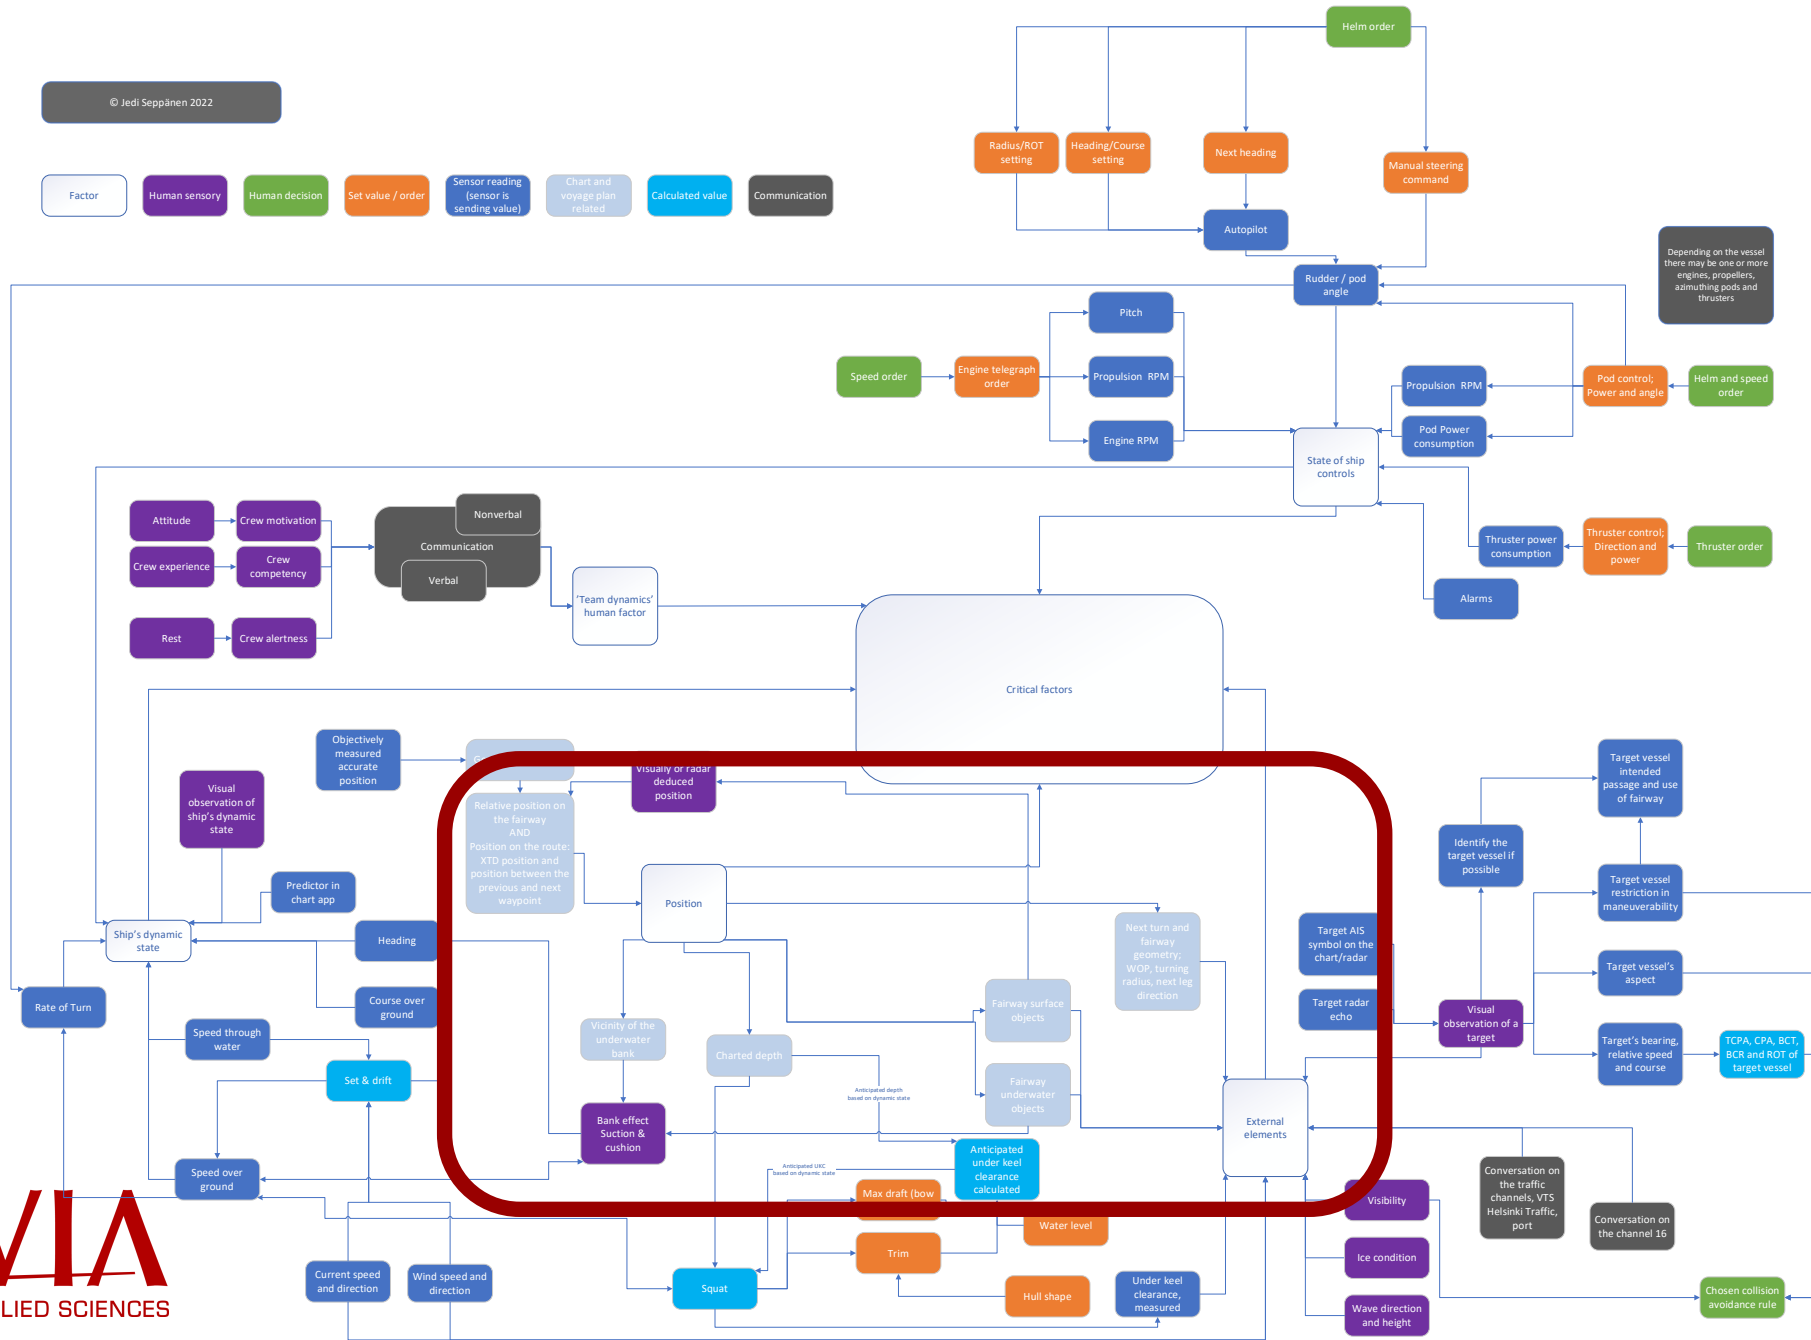 Helm order
© Jedi Seppänen 2022
Radius/ROT
setting
Heading/Course
setting
Next heading
Manual steering
command
Factor
Human sensory
Human decision
Set value / order
Sensor reading
(sensor is
sending value)
Chart and
voyage plan
related
Calculated value
Communication
Autopilot
Depending on the vessel
there may be one or more
engines, propellers,
azimuthing pods and
thrusters
Rudder / pod
angle
Pitch
Speed order
Engine telegraph
order
Propulsion RPM
Engine RPM
Propulsion RPM
Pod Power
consumption
Pod control;
Power and angle
Helm and speed
order
State of ship
controls
Attitude
Crew motivation
Crew experience
Crew
competency
Rest
Crew alertness
Nonverbal
Communication
Verbal
'Team dynamics'
human factor
Thruster power
consumption
Thruster control;
Direction and
power
Thruster order
Alarms
Critical factors
Objectively
measured
accurate
position
Visually or radar
deduced
position
Visual
observation of
ship's dynamic
state
Relative position on
the fairway
AND
Position on the route:
XTD position and
position between the
previous and next
waypoint
Target vessel
intended
passage and use
of fairway
Identify the
target vessel if
possible
Predictor in
chart app
Position
Target vessel
restriction in
maneuverability
Ship's dynamic
state
Heading
Next turn and
fairway
geometry;
WOP, turning
radius, next leg
direction
Target AIS
symbol on the
chart/radar
Target vessel's
aspect
Rate of Turn
Course over
ground
Fairway surface
objects
Target radar
echo
Visual
observation of a
target
Speed through
water
Vicinity of the
underwater
bank
Charted depth
Target's bearing,
relative speed
and course
TCPA, CPA, BCT,
BCR and ROT of
target vessel
Set & drift
Anticipated depth
based on dynamic state
Fairway
underwater
objects
Bank effect
Suction &
cushion
External
elements
Anticipated UKC
based on dynamic state
Anticipated
under keel
clearance
calculated
Speed over
ground
Max draft (bow
Water level
Visibility
Conversation on
the traffic
channels, VTS
Helsinki Traffic,
port
Conversation on
the channel 16
Trim
Ice condition
Current speed
and direction
Wind speed and
direction
Squat
Hull shape
Under keel
clearance,
measured
Wave direction
and height
Chosen collision
avoidance rule
VIA
LIED SCIENCES